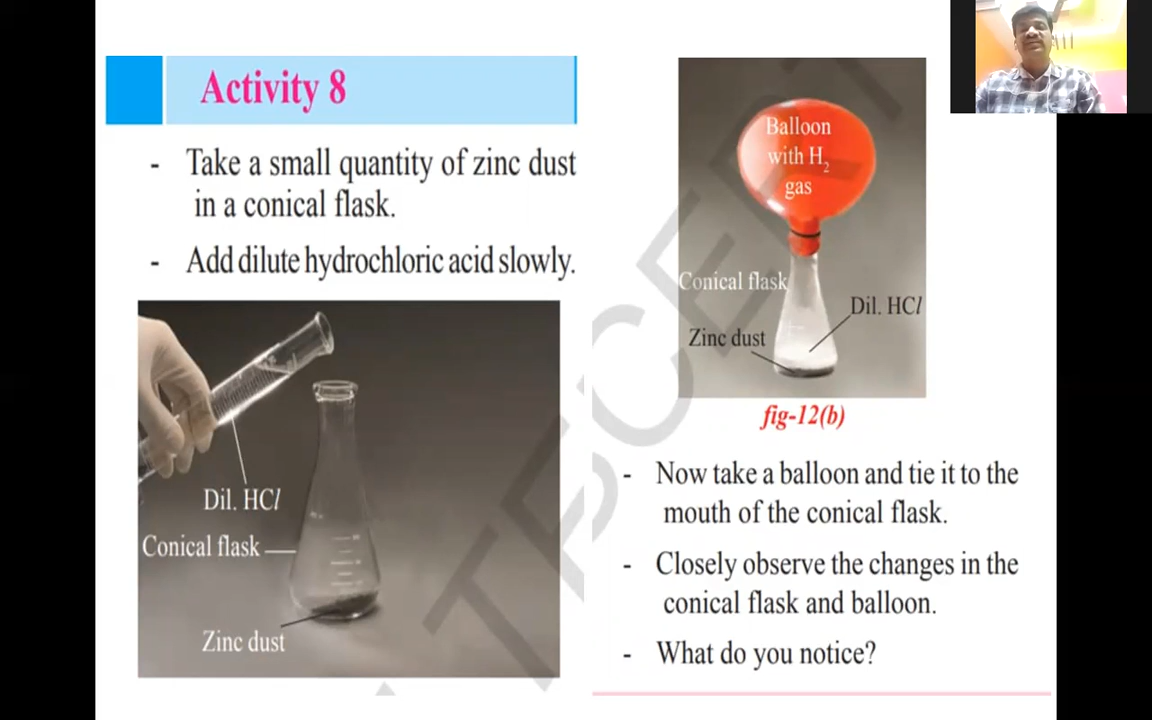 Activity 8
- Take a small quantity of zinc dust
in a conical flask.
- Add dilute hydrochloric acid slowly.
Dil. HCl
Conical flask
Zinc dust
Balloon
with H₂
gas
Conical flask
Dil. HCl
Zinc dust
fig-12(b)
- Now take a balloon and tie it to the
mouth of the conical flask.
- Closely observe the changes in the
conical flask and balloon.
- What do you notice?